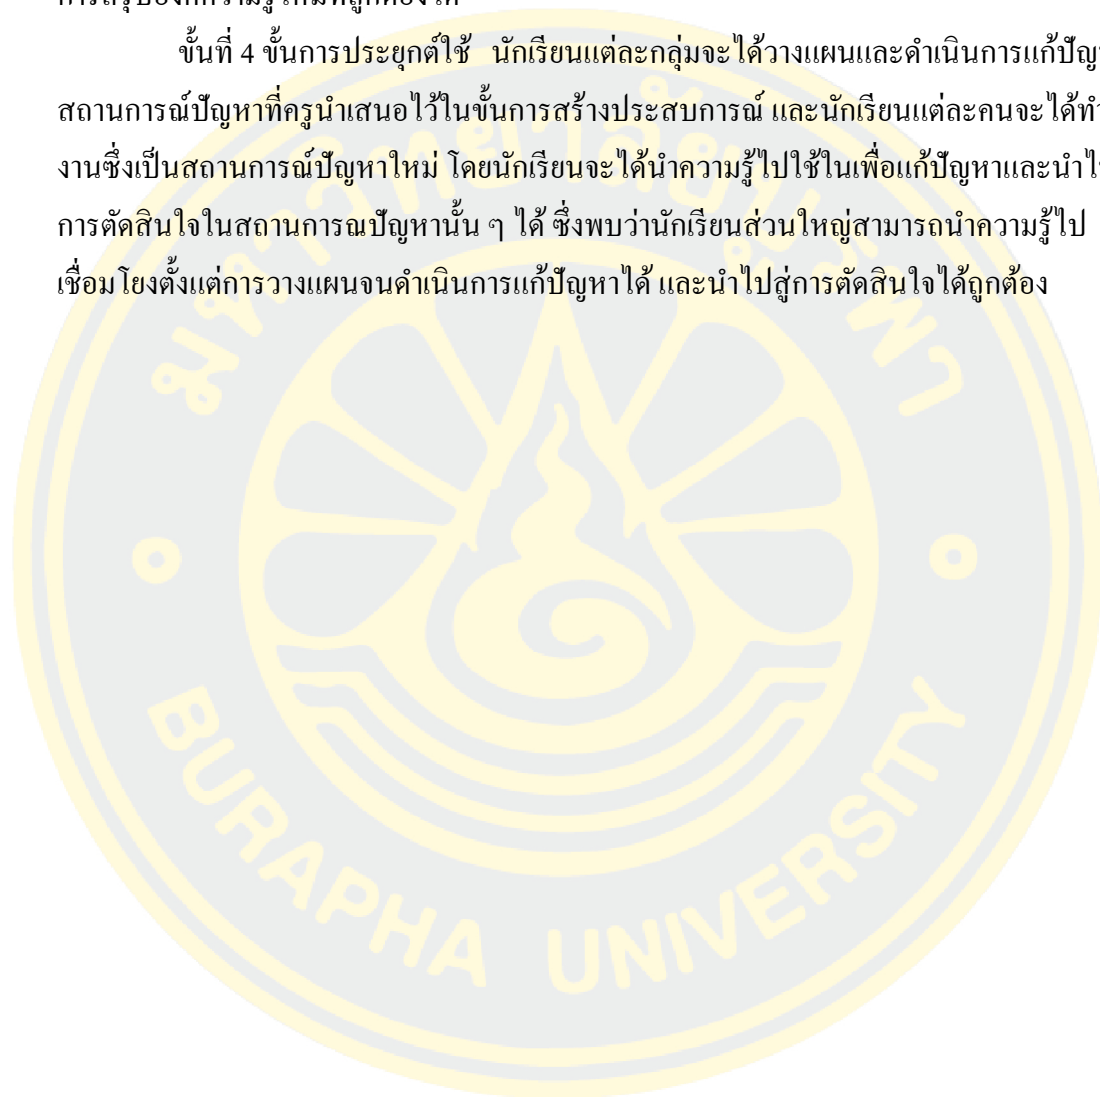 ขั้นที่ 4 ขั้นการประยุกต์ใช้ นักเรียนแต่ละกลุ่มจะได้วางแผนและดำเนินการแก้ปัญ
สถานการณ์ปัญหาที่ครูนำเสนอไว้ในขั้นการสร้างประสบการณ์ และนักเรียนแต่ละคนจะได้ทำ
งานซึ่งเป็นสถานการณ์ปัญหาใหม่ โดยนักเรียนจะได้นำความรู้ไปใช้ในเพื่อแก้ปัญหาและนำไ
การตัดสินใจในสถานการณปัญหานั้น ๆ ได้ ซึ่งพบว่านักเรียนส่วนใหญ่สามารถนำความรู้ไป
เชื่อมโยงตั้งแต่การวางแผนจนดำเนินการแก้ปัญหาได้ และนำไปสู่การตัดสินใจได้ถูกต้อง
มหาวิทยาลัยบูรพา
BURAPHA UNIVERSITY